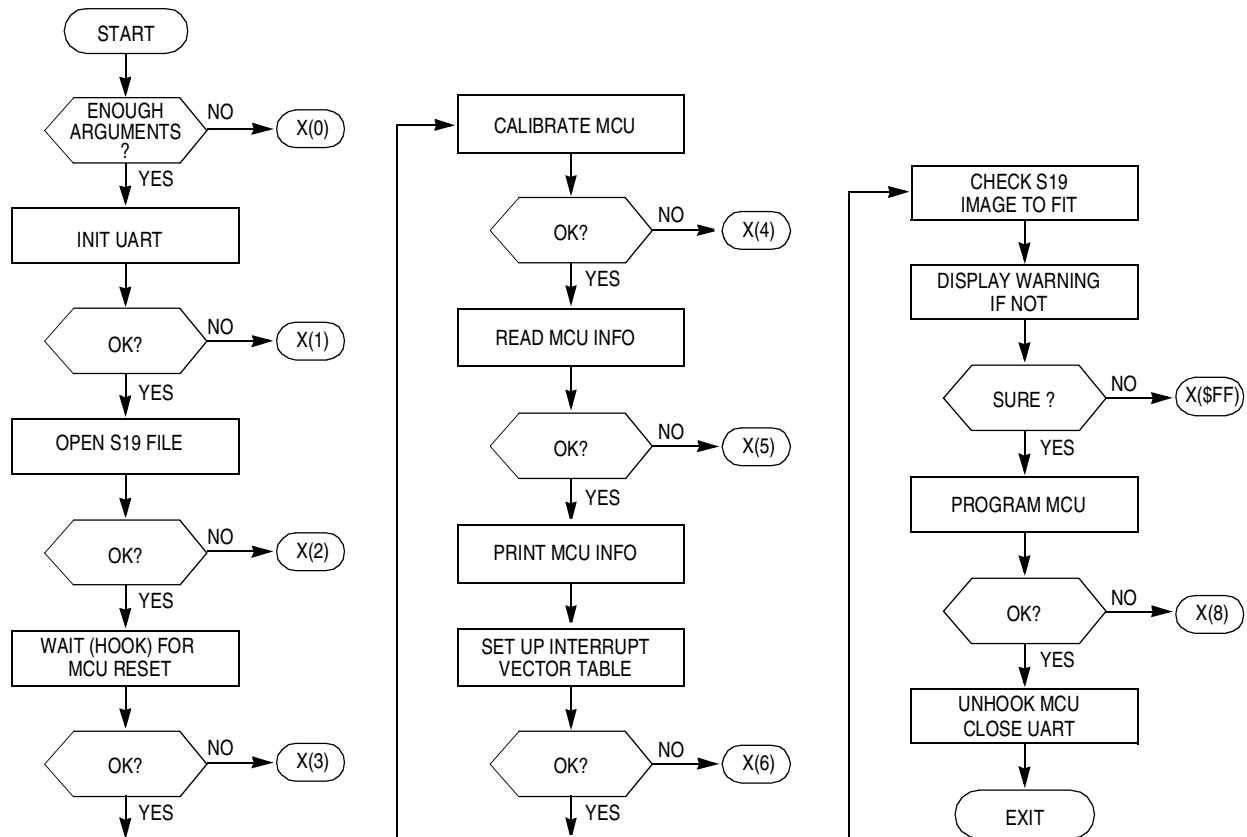 START
ENOUGH
ARGUMENTS
?
NO
X(0)
YES
INIT UART
OK?
NO
X(1)
YES
OPEN S19 FILE
OK?
NO
X(2)
YES
WAIT (HOOK) FOR
MCU RESET
OK?
NO
X(3)
YES
CALIBRATE MCU
OK?
NO
X(4)
YES
READ MCU INFO
OK?
NO
X(5)
YES
PRINT MCU INFO
SET UP INTERRUPT
VECTOR TABLE
OK?
NO
X(6)
YES
CHECK S19
IMAGE TO FIT
DISPLAY WARNING
IF NOT
SURE ?
NO
X($FF)
YES
PROGRAM MCU
OK?
NO
X(8)
YES
UNHOOK MCU
CLOSE UART
EXIT